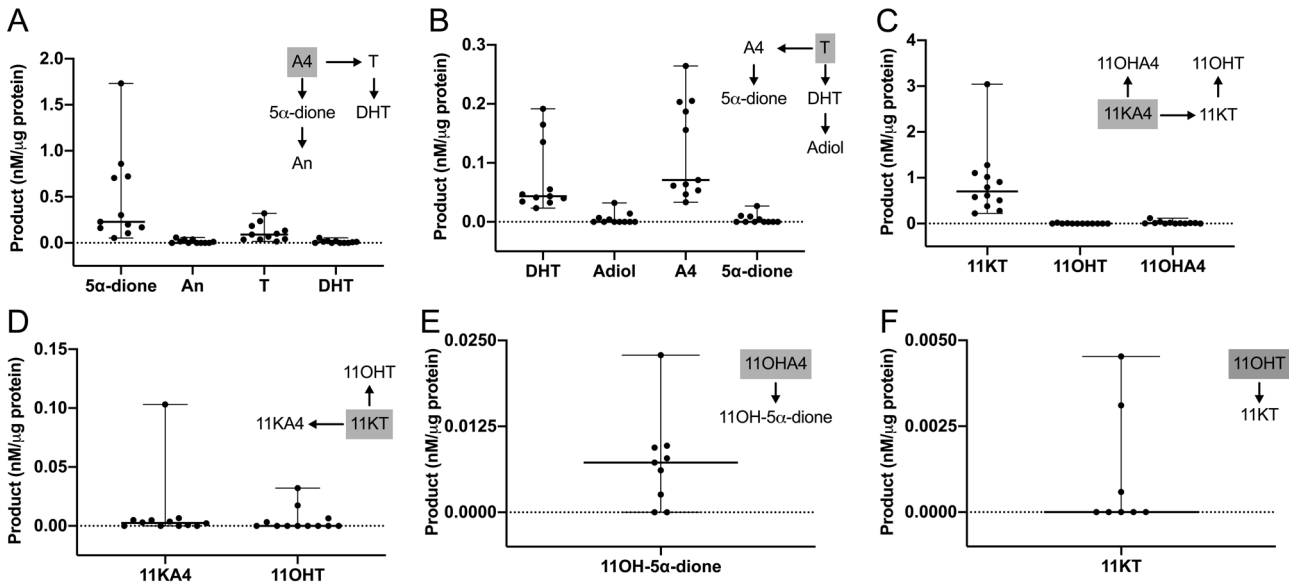 A
Product (nM/µg protein)
2.0
1.5
1.0
0.5
0.0
5α-dione An T DHT
A4 T
5α-dione DHT
An
B
Product (nM/µg protein)
0.3
0.2
0.1
0.0
DHT Adiol A4 5α-dione
A4 T
5α-dione DHT
Adiol
C
Product (nM/µg protein)
4
3
2
1
0
11KT 11OHT 11OHA4
11OHA4 11OHT
11KA4 11KT
D
Product (nM/µg protein)
0.15
0.10
0.05
0.00
11KA4 11OHT
11OHT
11KA4 11KT
E
Product (nM/µg protein)
0.0250
0.0125
0.0000
11OH-5α-dione
11OHA4
11OH-5α-dione
F
Product (nM/µg protein)
0.0050
0.0025
0.0000
11KT
11OHT
11KT